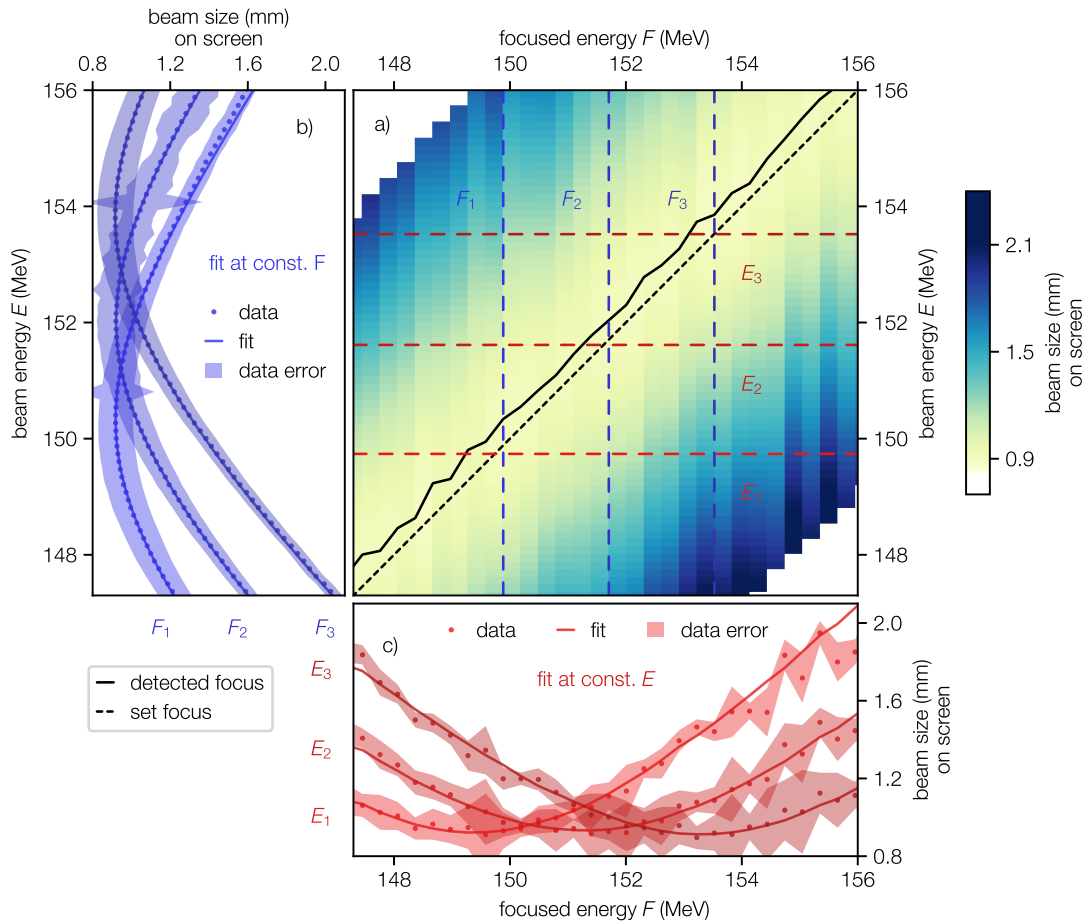 beam size (mm)
on screen
0.8 1.2 1.6 2.0
focused energy F (MeV)
148 150 152 154 156
156
154
152
150
148
beam energy E (MeV)
b)
fit at const. F
data
fit
data error
F₁ F₂ F₃
a)
F₁ F₂ F₃
E₃
E₂
E₁
156
154
152
150
148
beam energy E (MeV)
2.1
1.5
0.9
beam size (mm)
on screen
detected focus
set focus
c)
data fit data error
fit at const. E
E₃
E₂
E₁
2.0
1.6
1.2
0.8
beam size (mm)
on screen
148 150 152 154 156
focused energy F (MeV)